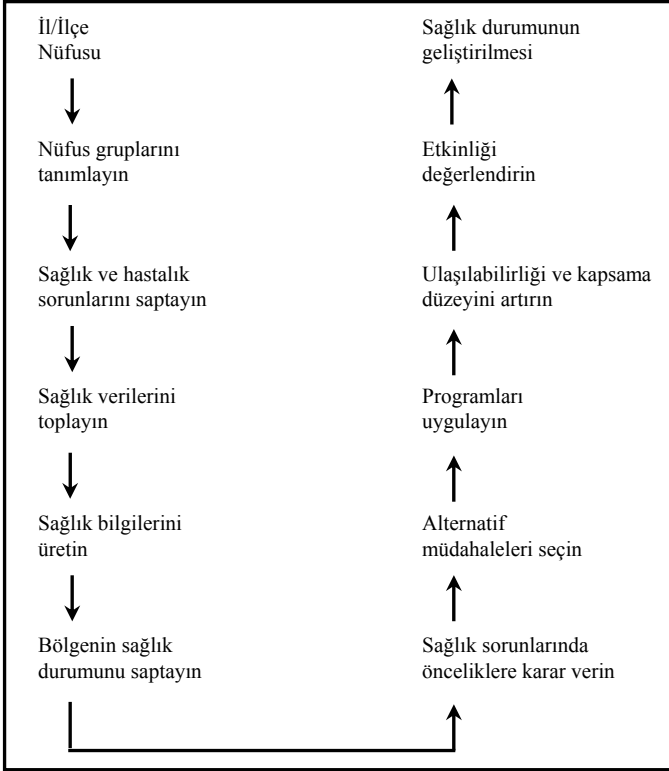 İl/İlçe
Nüfusu
Nüfus gruplarını
tanımlayın
Sağlık ve hastalık
sorunlarını saptayın
Sağlık verilerini
toplayın
Sağlık bilgilerini
üretin
Bölgenin sağlık
durumunu saptayın
Sağlık sorunlarında
önceliklere karar verin
Alternatif
müdahaleleri seçin
Programları
uygulayın
Ulaşılabilirliği ve kapsama
düzeyini artırın
Etkinliği
değerlendirin
Sağlık durumunun
geliştirilmesi